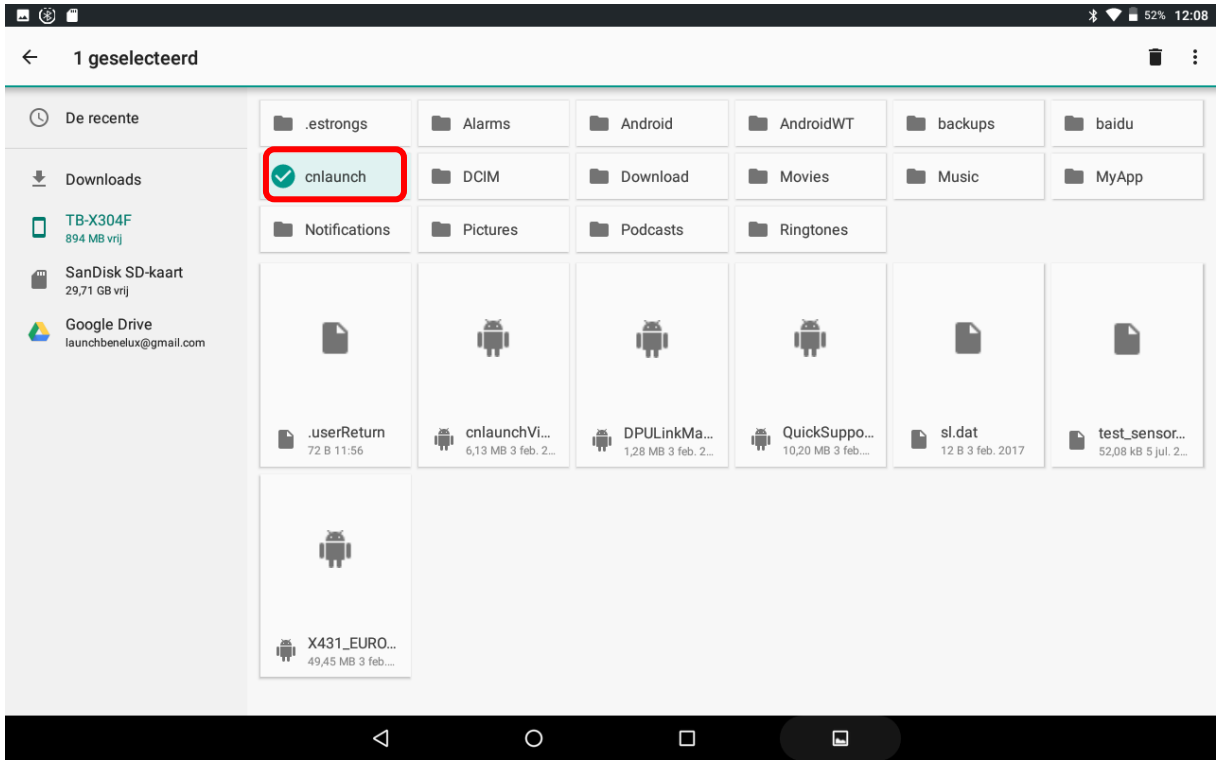 52% 12:08
1 geselecteerd
De recente
Downloads
TB-X304F
894 MB vrij
SanDisk SD-kaart
29,71 GB vrij
Google Drive
launchbenelux@gmail.com
.estrongs
Alarms
Android
AndroidWT
backups
baidu
cnlaunch
DCIM
Download
Movies
Music
MyApp
Notifications
Pictures
Podcasts
Ringtones
.userReturn
72 B 11:56
cnlaunchVi...
6,13 MB 3 feb. 2...
DPULinkMa...
1,28 MB 3 feb. 2...
QuickSuppo...
10,20 MB 3 feb....
sl.dat
12 B 3 feb. 2017
test_sensor...
52,08 kB 5 jul. 2...
X431_EURO...
49,45 MB 3 feb....